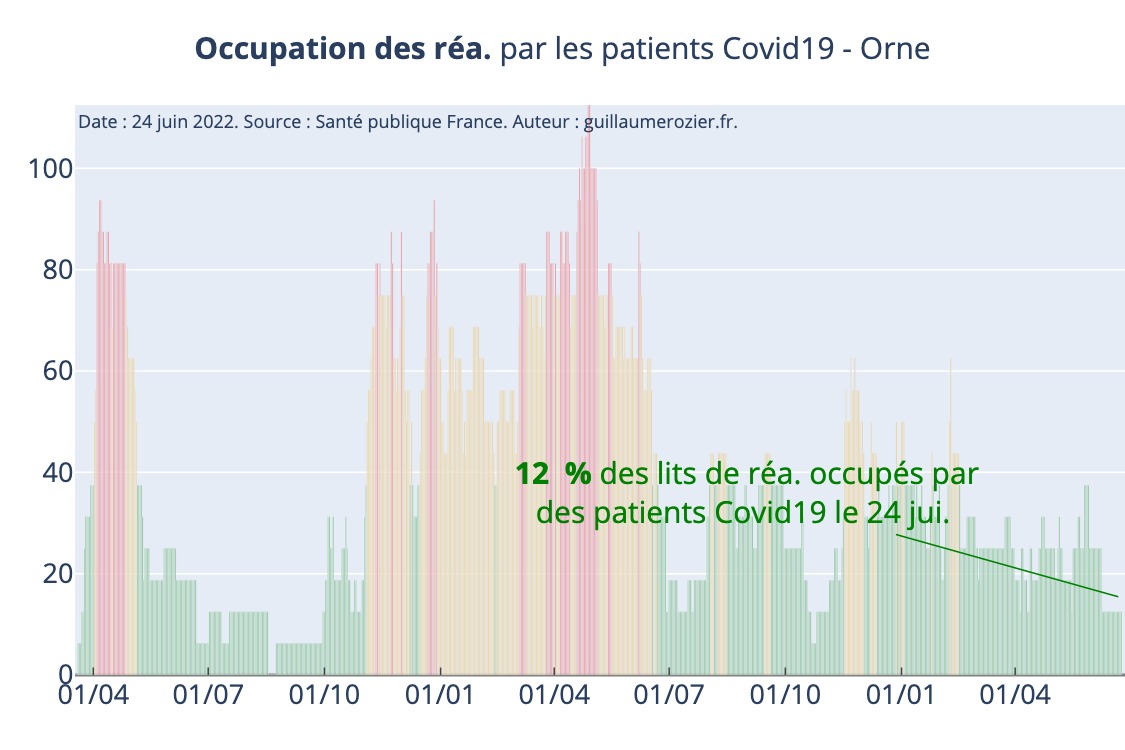 Occupation des réa. par les patients Covid19 - Orne
Date : 24 juin 2022. Source : Santé publique France. Auteur : guillaumerozier.fr.
100
80
60
40
20
0
12 % des lits de réa. occupés par
des patients Covid19 le 24 jui.
01/04 01/07 01/10 01/01 01/04 01/07 01/10 01/01 01/04